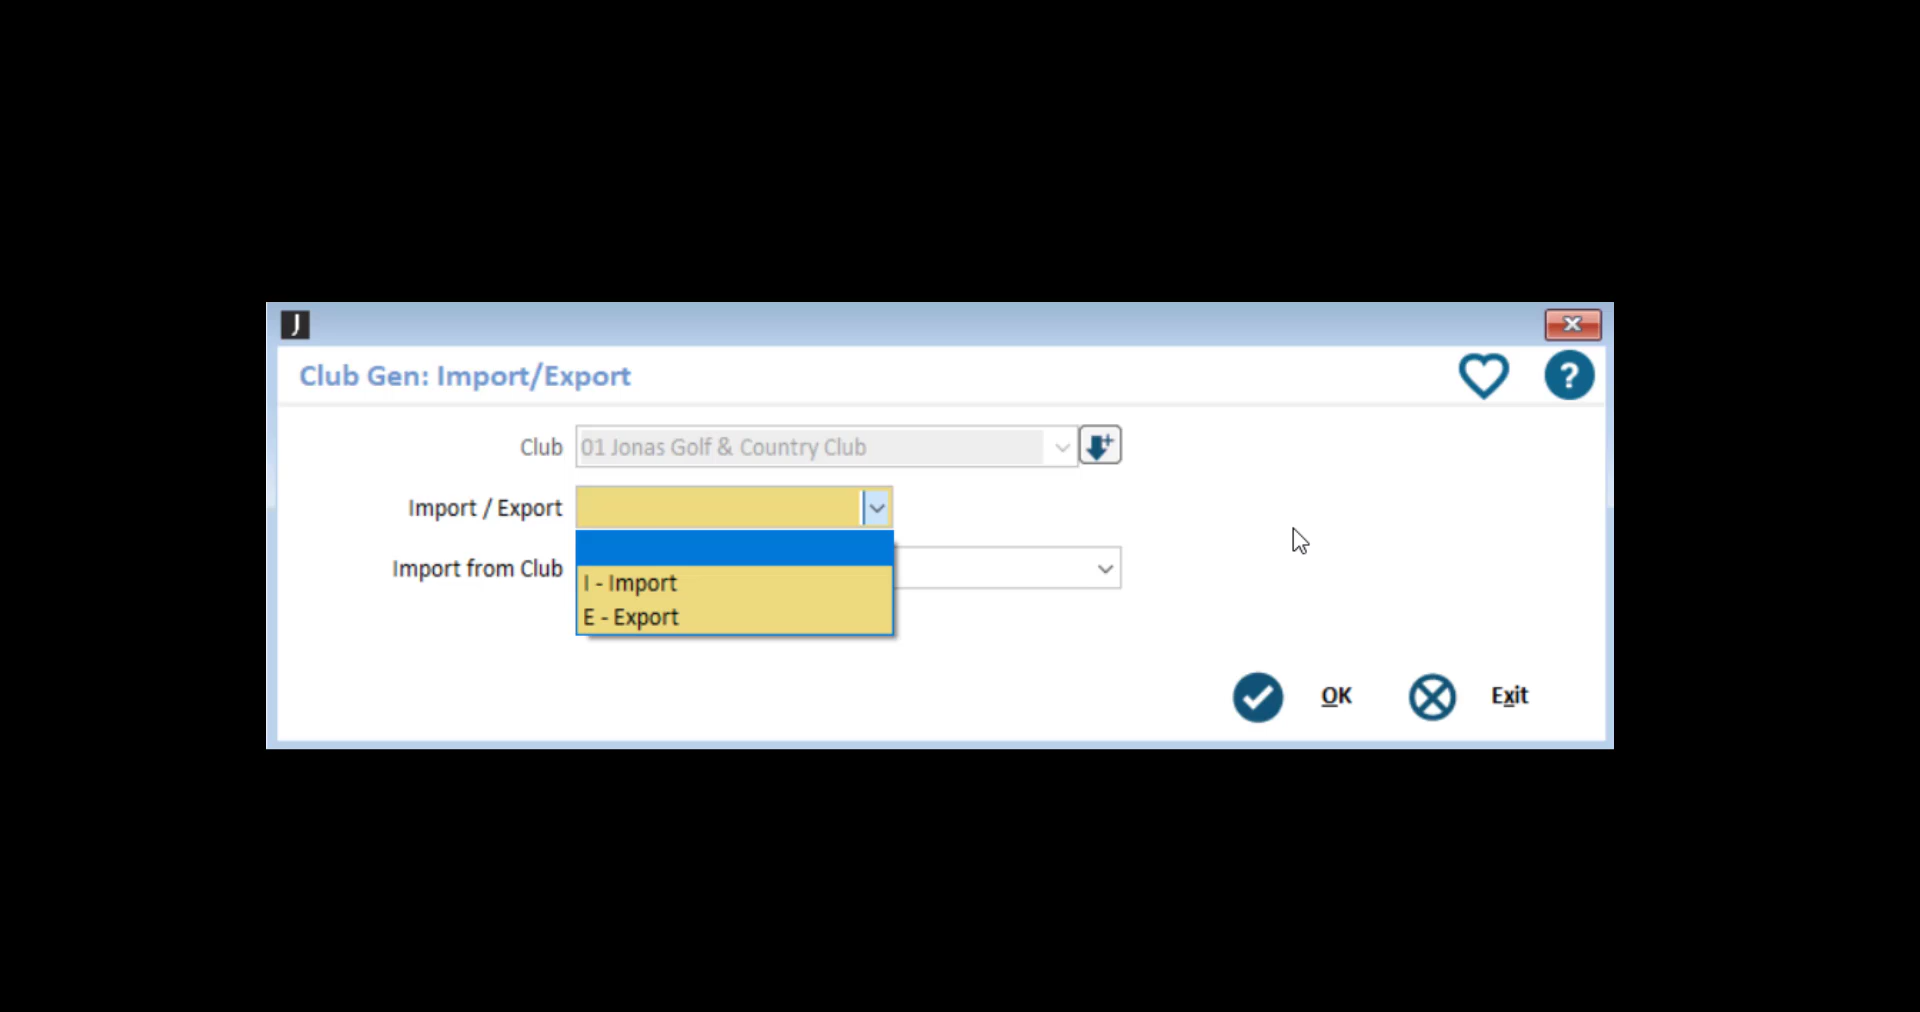 J
Club Gen: Import/Export
?
Club 01 Jonas Golf & Country Club
Import / Export
Import from Club
I - Import
E - Export
OK Exit